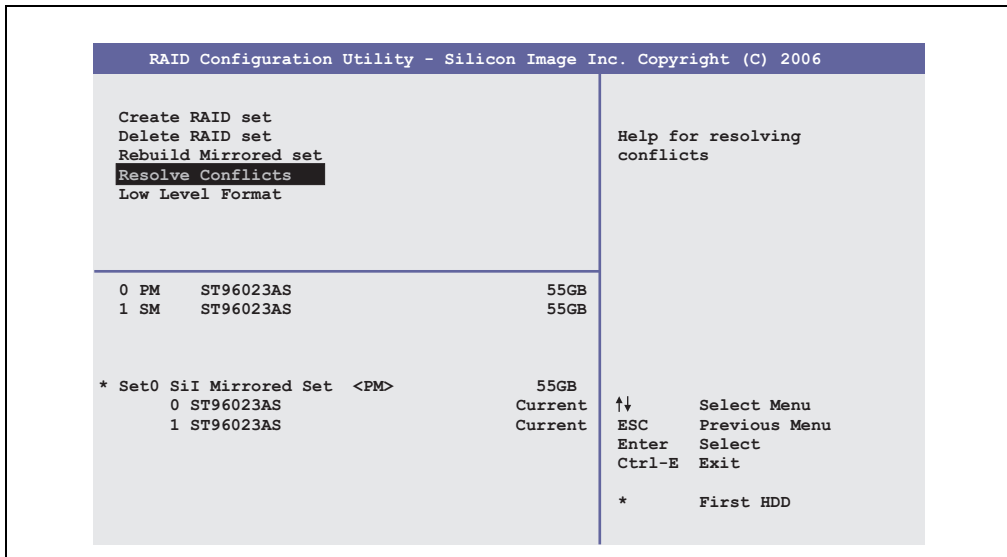 RAID Configuration Utility - Silicon Image Inc. Copyright (C) 2006
Create RAID set
Delete RAID set
Rebuild Mirrored set
Resolve Conflicts
Low Level Format
Help for resolving
conflicts
0 PM ST96023AS 55GB
1 SM ST96023AS 55GB
* Set0 SiI Mirrored Set <PM> 55GB
0 ST96023AS Current
1 ST96023AS Current
↑↓ Select Menu
ESC Previous Menu
Enter Select
Ctrl-E Exit
* First HDD